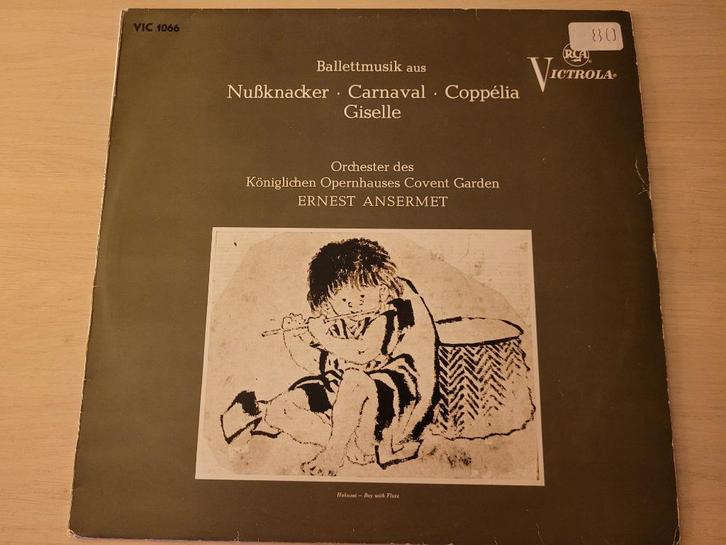 VIC 1066
80
RCA
VICTROLA®
Ballettmusik aus
Nußknacker · Carnaval · Coppélia
Giselle
Orchester des
Königlichen Opernhauses Covent Garden
ERNEST ANSERMET
Hokusai – Boy with Flute